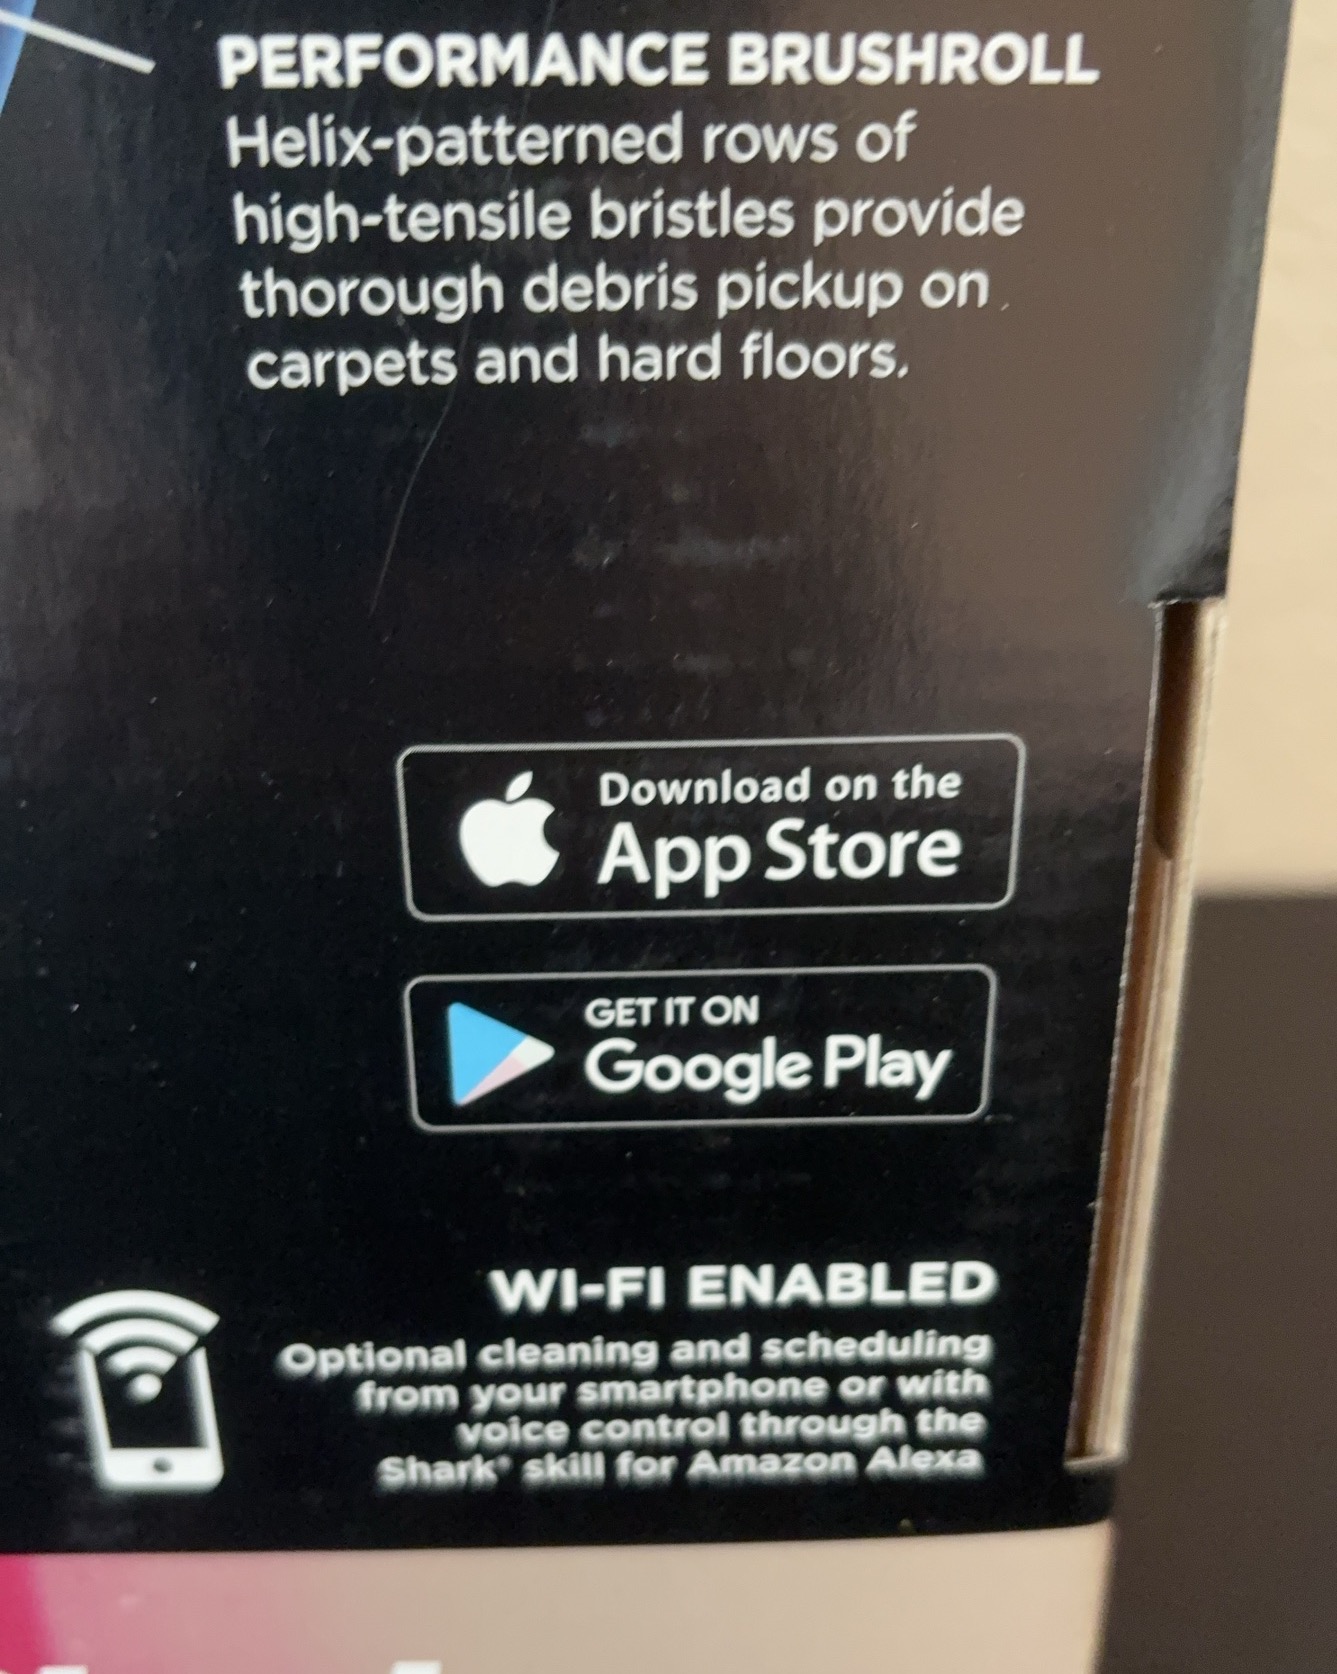 PERFORMANCE BRUSHROLL
Helix-patterned rows of
high-tensile bristles provide
thorough debris pickup on
carpets and hard floors.
Download on the
App Store
GET IT ON
Google Play
WI-FI ENABLED
Optional cleaning and scheduling
from your smartphone or with
voice control through the
Shark® skill for Amazon Alexa